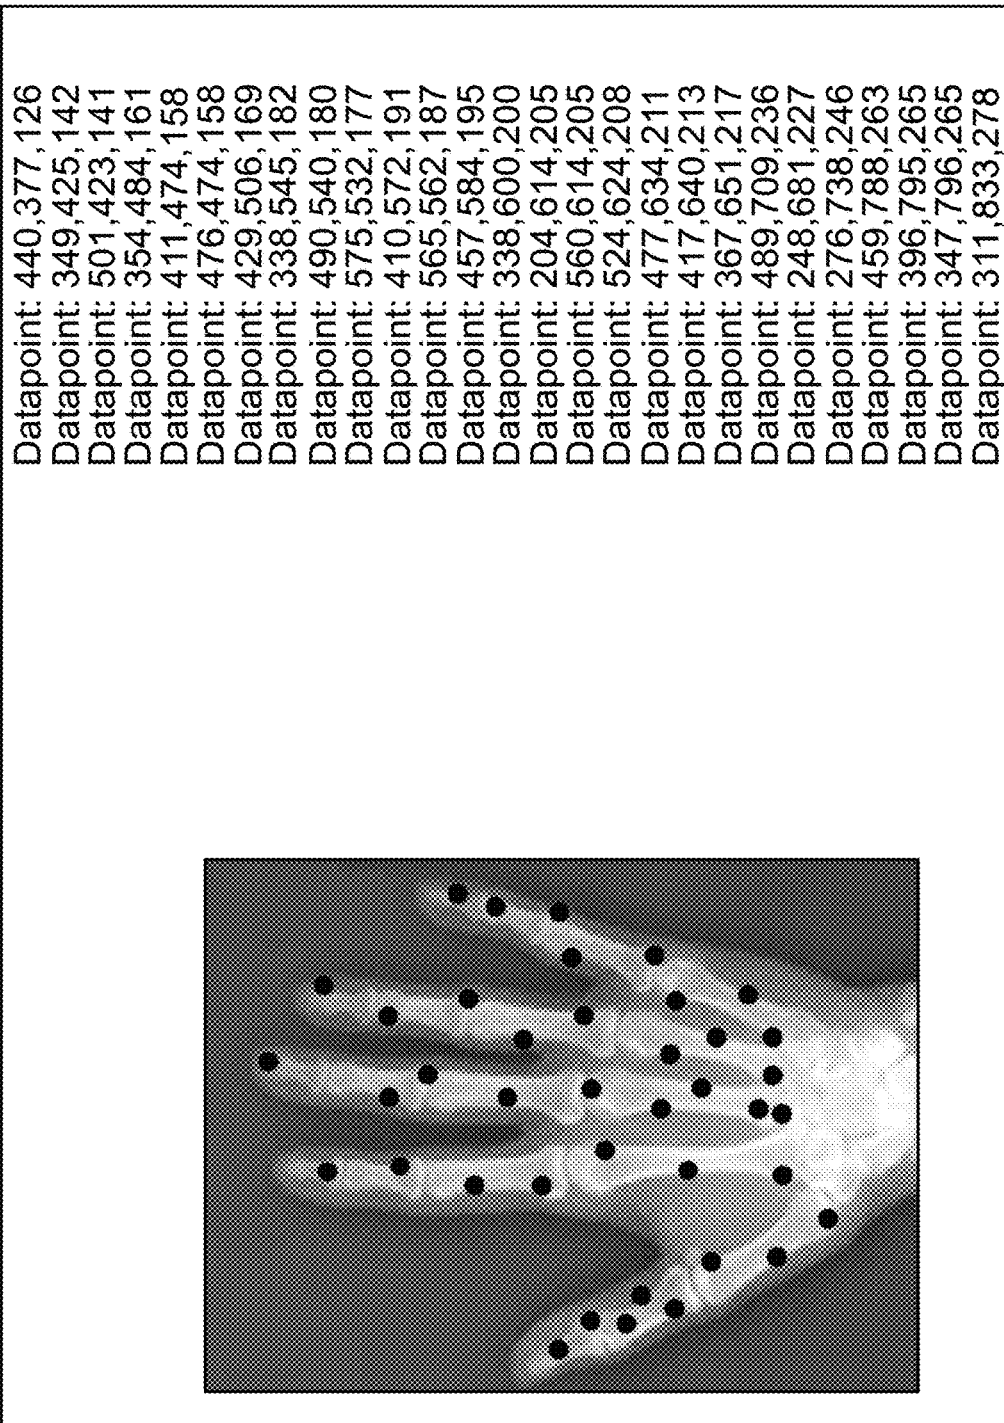 Datapoint: 440,377,126
Datapoint: 349,425,142
Datapoint: 501,423,141
Datapoint: 354,484,161
Datapoint: 411,474,158
Datapoint: 476,474,158
Datapoint: 429,506,169
Datapoint: 338,545,182
Datapoint: 490,540,180
Datapoint: 575,532,177
Datapoint: 410,572,191
Datapoint: 565,562,187
Datapoint: 457,584,195
Datapoint: 338,600,200
Datapoint: 204,614,205
Datapoint: 560,614,205
Datapoint: 524,624,208
Datapoint: 477,634,211
Datapoint: 417,640,213
Datapoint: 367,651,217
Datapoint: 489,709,236
Datapoint: 248,681,227
Datapoint: 276,738,246
Datapoint: 459,788,263
Datapoint: 396,795,265
Datapoint: 347,796,265
Datapoint: 311,833,278